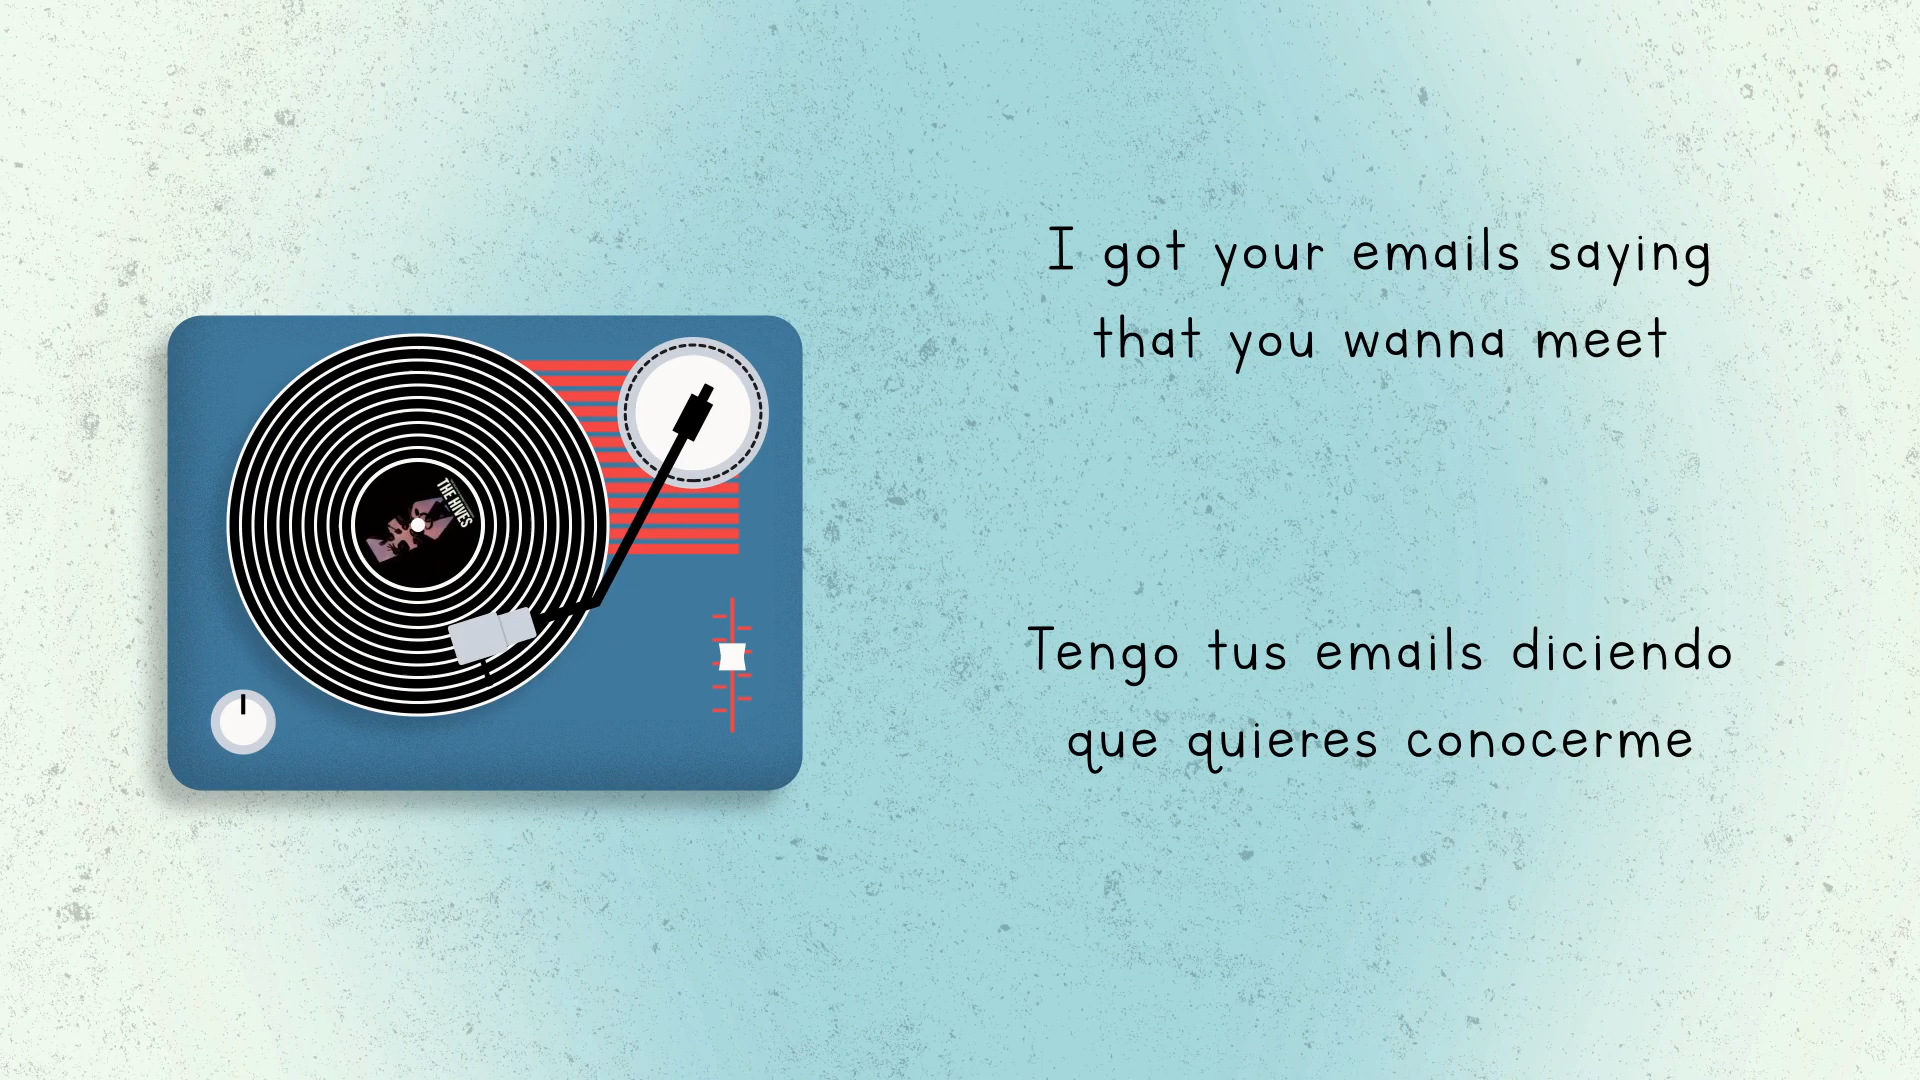 THE HIVES
I got your emails saying
that you wanna meet
Tengo tus emails diciendo
que quieres conocerme